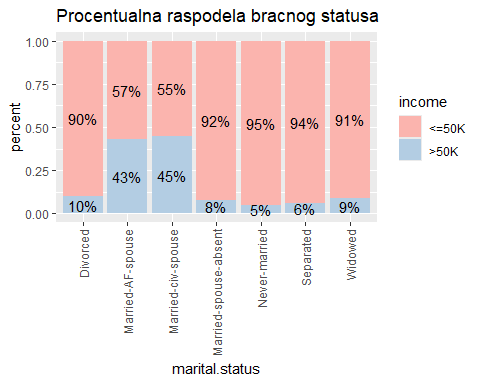 Procentualna raspodela bracnog statusa
percent
1.00
0.75
0.50
0.25
0.00
90%
57%
55%
92%
95%
94%
91%
10%
43%
45%
8%
5%
6%
9%
Divorced
Married-AF-spouse
Married-civ-spouse
Married-spouse-absent
Never-married
Separated
Widowed
marital.status
income
<=50K
>50K